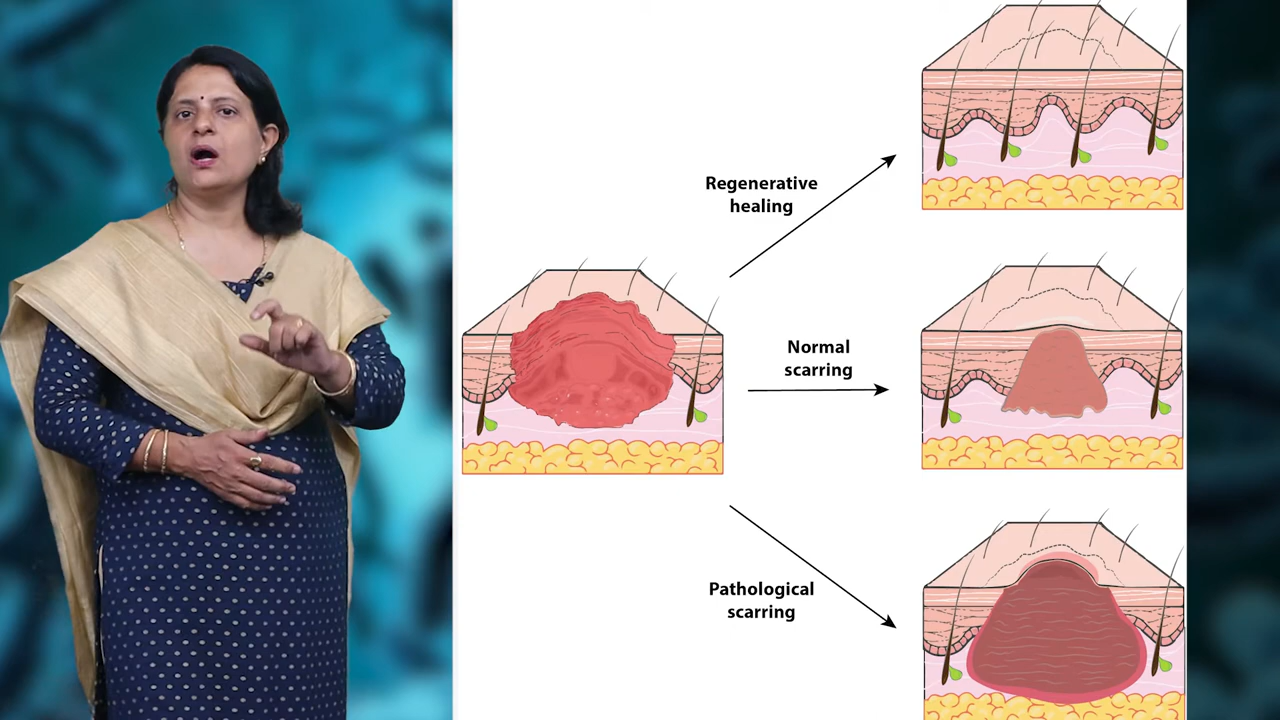 Regenerative
healing
Normal
scarring
Pathological
scarring